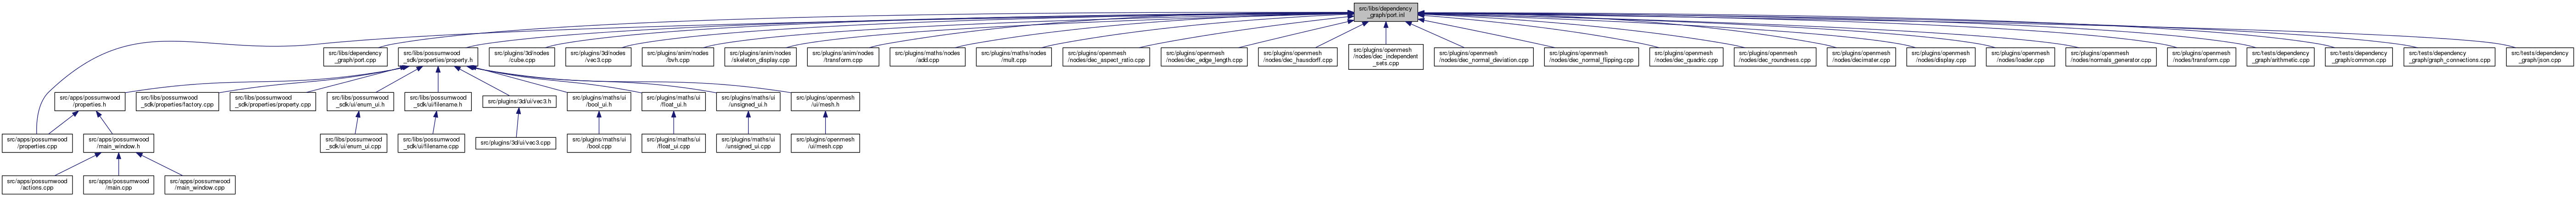 src/libs/dependency
_graph/port.inl
src/libs/dependency
_graph/port.cpp
src/libs/possumwood
_sdk/properties/property.h
src/plugins/3d/nodes
/cube.cpp
src/plugins/3d/nodes
/vec3.cpp
src/plugins/anim/nodes
/bvh.cpp
src/plugins/anim/nodes
/skeleton_display.cpp
src/plugins/anim/nodes
/transform.cpp
src/plugins/maths/nodes
/add.cpp
src/plugins/maths/nodes
/mult.cpp
src/plugins/openmesh
/nodes/dec_aspect_ratio.cpp
src/plugins/openmesh
/nodes/dec_edge_length.cpp
src/plugins/openmesh
/nodes/dec_hausdorff.cpp
src/plugins/openmesh
/nodes/dec_independent
_sets.cpp
src/plugins/openmesh
/nodes/dec_normal_deviation.cpp
src/plugins/openmesh
/nodes/dec_normal_flipping.cpp
src/plugins/openmesh
/nodes/dec_quadric.cpp
src/plugins/openmesh
/nodes/dec_roundness.cpp
src/plugins/openmesh
/nodes/decimater.cpp
src/plugins/openmesh
/nodes/display.cpp
src/plugins/openmesh
/nodes/loader.cpp
src/plugins/openmesh
/nodes/normals_generator.cpp
src/plugins/openmesh
/nodes/transform.cpp
src/tests/dependency
_graph/arithmetic.cpp
src/tests/dependency
_graph/common.cpp
src/tests/dependency
_graph/graph_connections.cpp
src/tests/dependency
_graph/json.cpp
src/apps/possumwood
/properties.h
src/libs/possumwood
_sdk/properties/factory.cpp
src/libs/possumwood
_sdk/properties/property.cpp
src/libs/possumwood
_sdk/ui/enum_ui.h
src/libs/possumwood
_sdk/ui/filename.h
src/plugins/3d/ui/vec3.h
src/plugins/maths/ui
/bool_ui.h
src/plugins/maths/ui
/float_ui.h
src/plugins/maths/ui
/unsigned_ui.h
src/plugins/openmesh
/ui/mesh.h
src/apps/possumwood
/properties.cpp
src/apps/possumwood
/main_window.h
src/libs/possumwood
_sdk/ui/enum_ui.cpp
src/libs/possumwood
_sdk/ui/filename.cpp
src/plugins/3d/ui/vec3.cpp
src/plugins/maths/ui
/bool.cpp
src/plugins/maths/ui
/float_ui.cpp
src/plugins/maths/ui
/unsigned_ui.cpp
src/plugins/openmesh
/ui/mesh.cpp
src/apps/possumwood
/actions.cpp
src/apps/possumwood
/main.cpp
src/apps/possumwood
/main_window.cpp